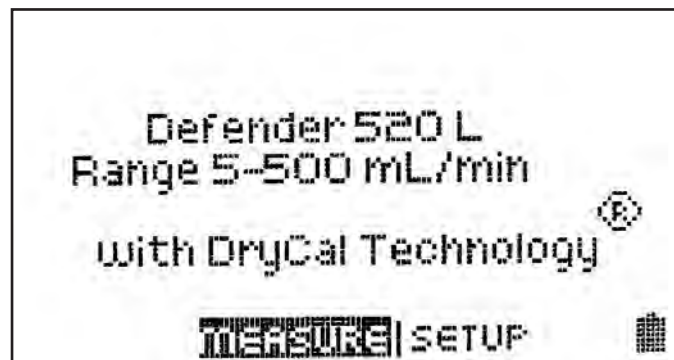 Defender 520 L
Range 5-500 mL/min
®
with DryCal Technology
MEASURE|SETUP